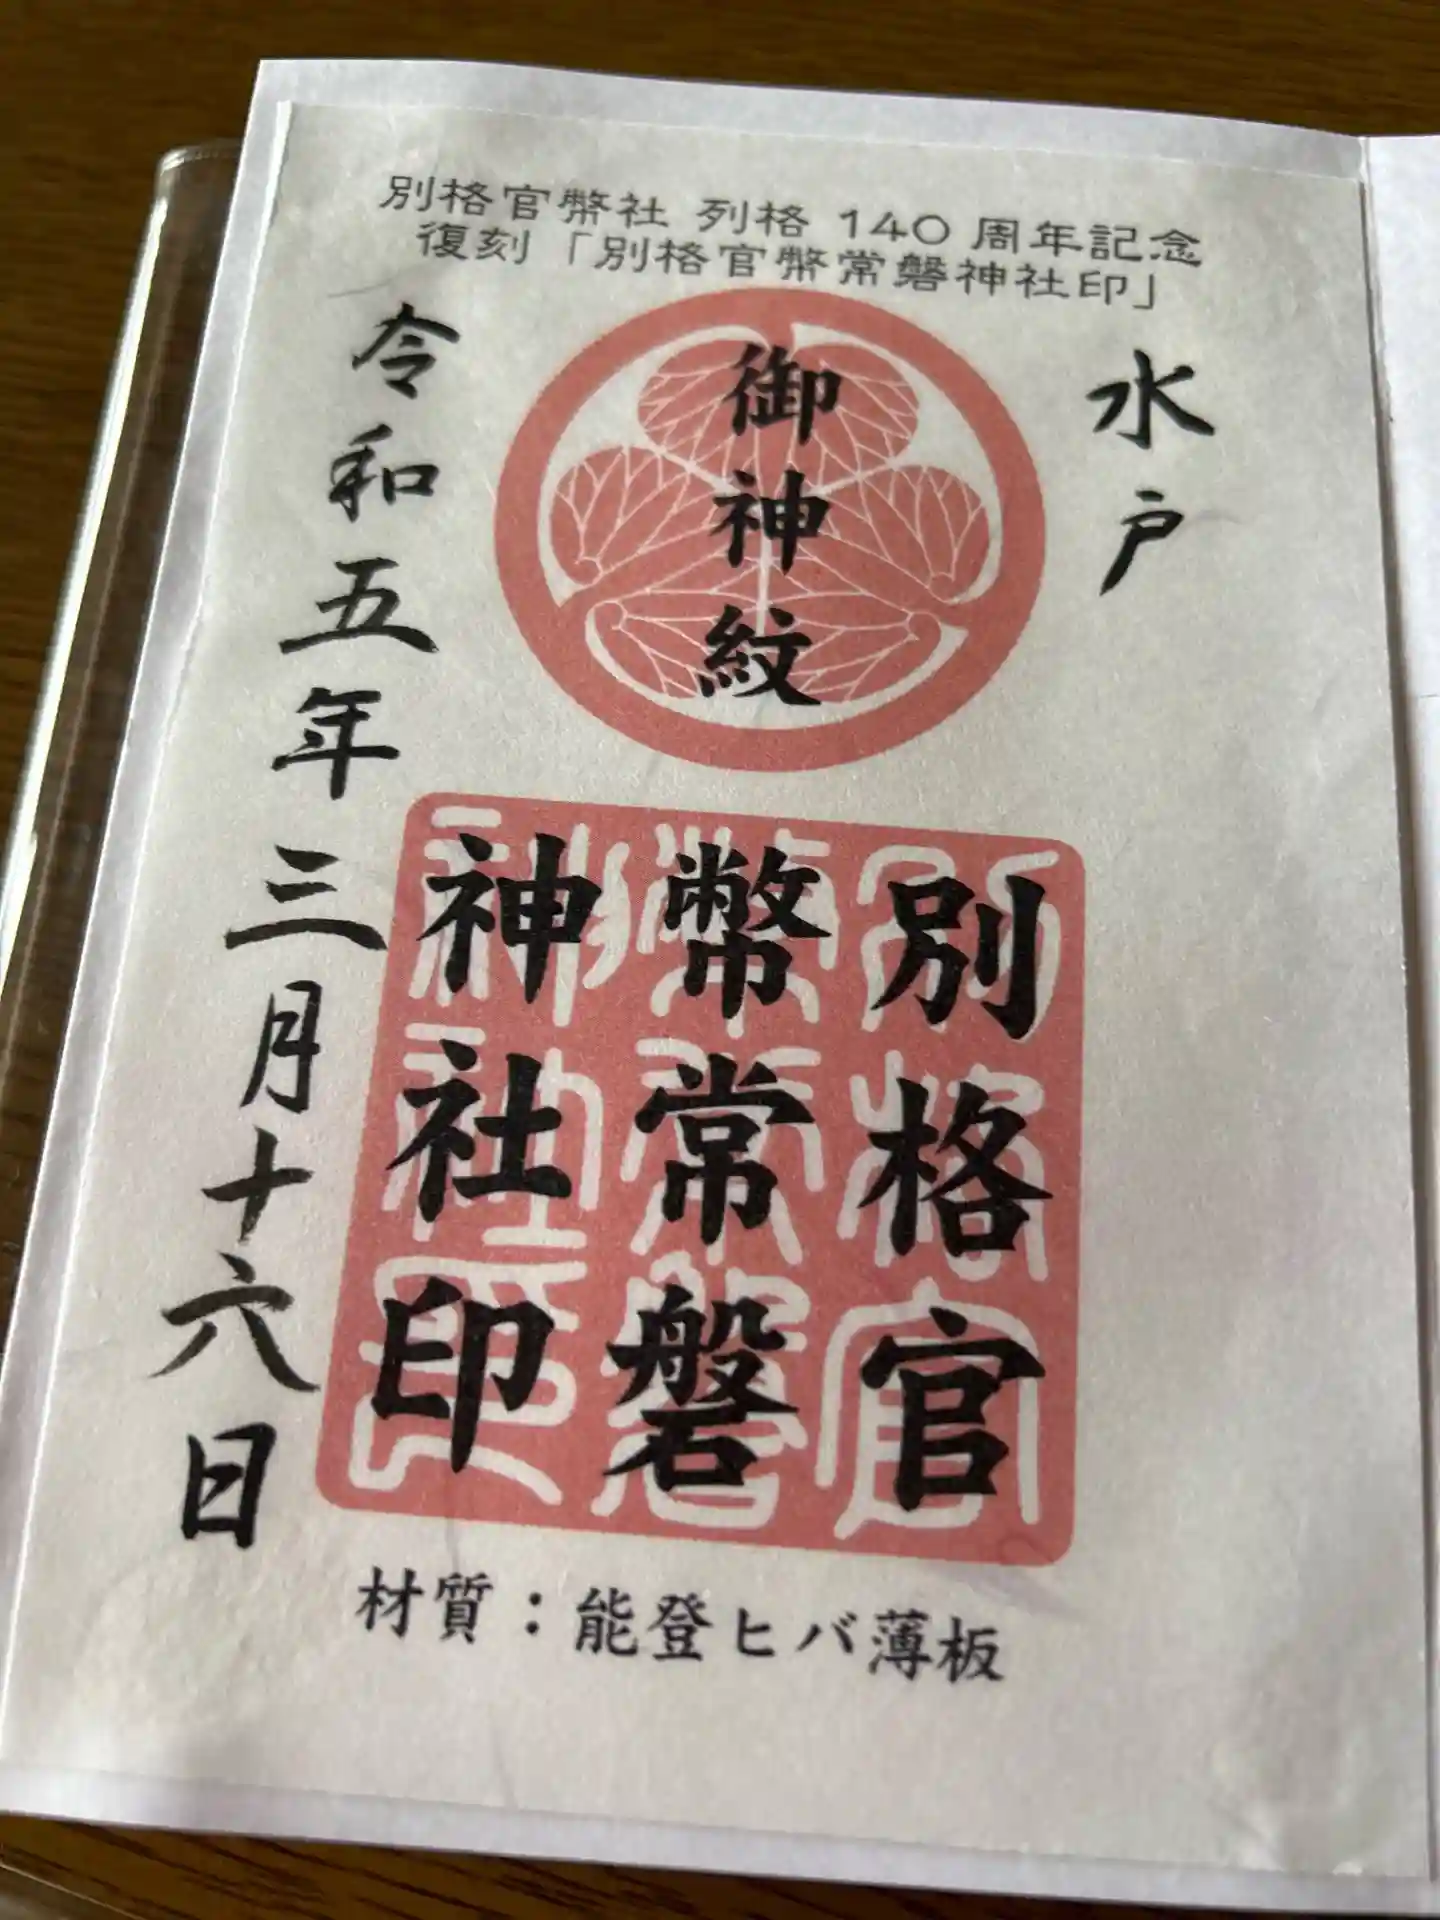 別格官幣社 列格 140 周年記念
復刻「別格官幣常磐神社印」
水戸
御神紋
別格官
幣常磐
神社印
令和五年三月十六日
材質：能登ヒバ薄板